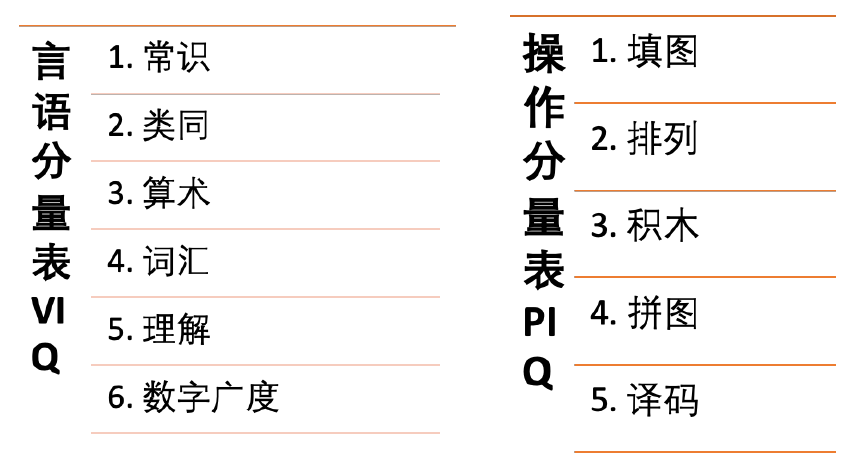 言语分量表VIQ
1. 常识
2. 类同
3. 算术
4. 词汇
5. 理解
6. 数字广度
操作分量表PIQ
1. 填图
2. 排列
3. 积木
4. 拼图
5. 译码